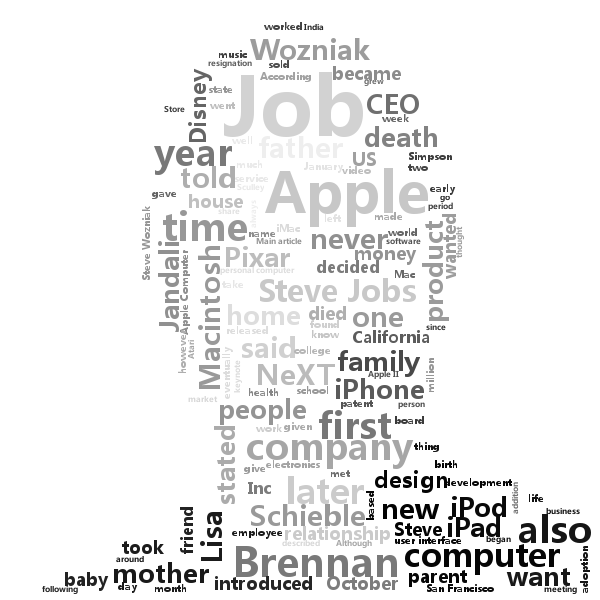 worked India
Wozniak
music
resignation
sold
According
became
grew
Disney
state
Job
CEO
Store
went
week
well
father
death
year
much
January
US
video
Simpson
two
told
service
Sculley
Apple
early
gave
house
go
period
share
always
left
made
Steve Wozniak
time
name
iMac
never
world
software
product
wanted
thought
Main article
Jandali
Pixar
money
personal computer
decided
Mac
Macintosh
Apple Computer
take
Steve Jobs
home
died
one
found
know
since
released
California
Atari
said
college
family
eventually
keynote
NeXT
Apple II
million
health
school
iPhone
market
people
patent
person
first
board
work
given
stated
company
thing
give
electronics
met
birth
design
development
Inc
later
based
addition
life
friend
Lisa
Schieble
new
iPod
business
Steve
iPad
also
employee
relationship
user interface
began
described
Although
took
around
Brennan
computer
adoption
baby
mother
introduced
October
parent
want
following
day
month
San Francisco
meeting